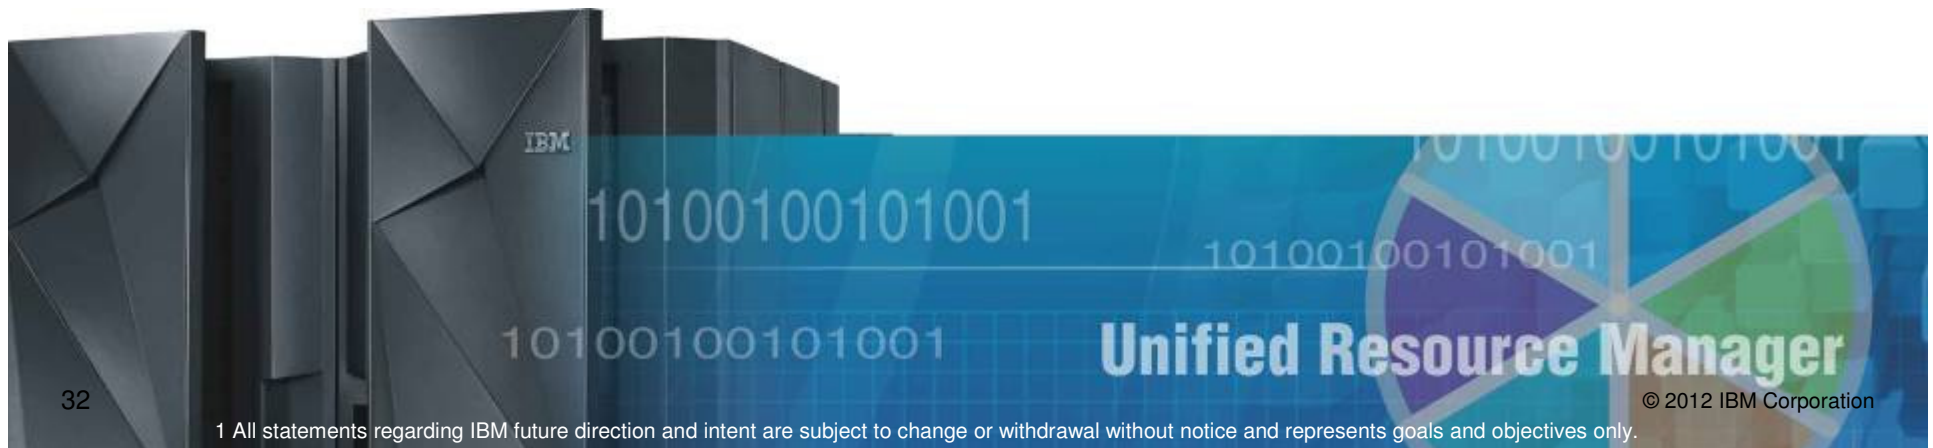 IBM
01001001010011
10100100101001
10100100101001
10100100101001
Unified Resource Manager
32
© 2012 IBM Corporation
1 All statements regarding IBM future direction and intent are subject to change or withdrawal without notice and represents goals and objectives only.